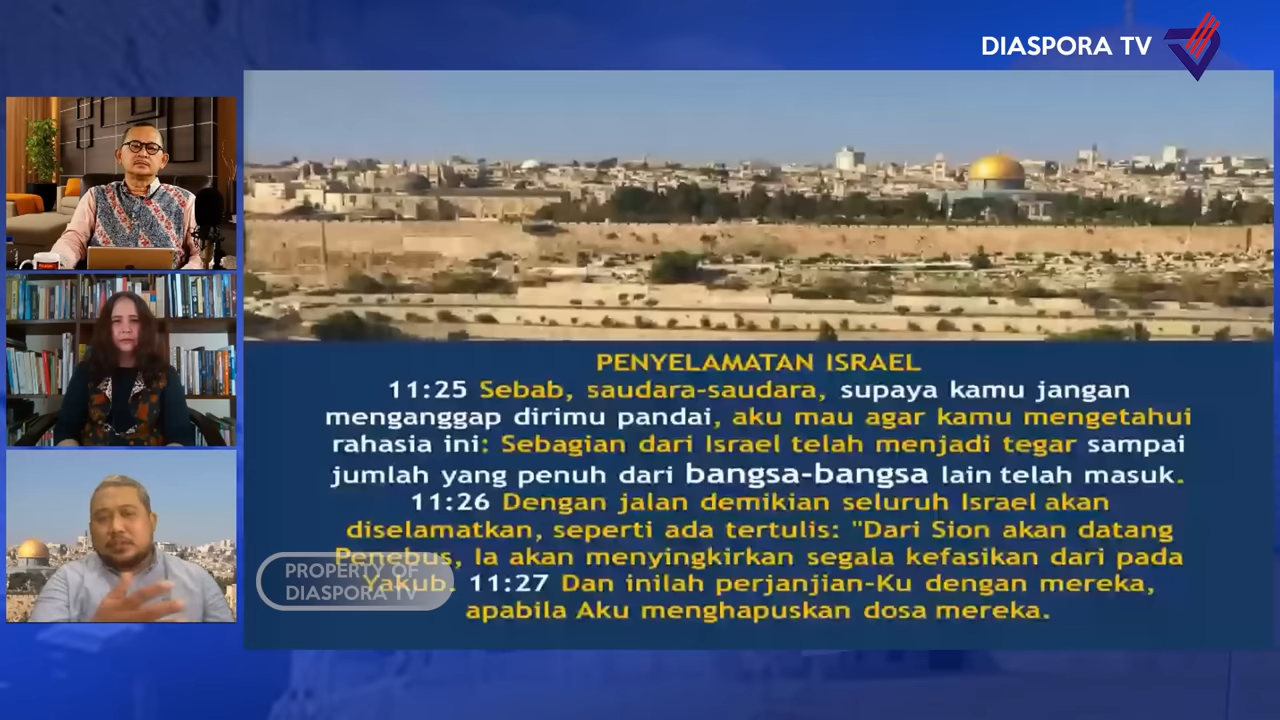 DIASPORA TV
PENYELAMATAN ISRAEL
11:25 Sebab, saudara-saudara, supaya kamu jangan
menganggap dirimu pandai, aku mau agar kamu mengetahui
rahasia ini: Sebagian dari Israel telah menjadi tegar sampai
jumlah yang penuh dari bangsa-bangsa lain telah masuk.
11:26 Dengan jalan demikian seluruh Israel akan
diselamatkan, seperti ada tertulis: "Dari Sion akan datang
Penebus, Ia akan menyingkirkan segala kefasikan dari pada
Yakub. 11:27 Dan inilah perjanjian-Ku dengan mereka,
apabila Aku menghapuskan dosa mereka.
PROPERTY OF
DIASPORA TV